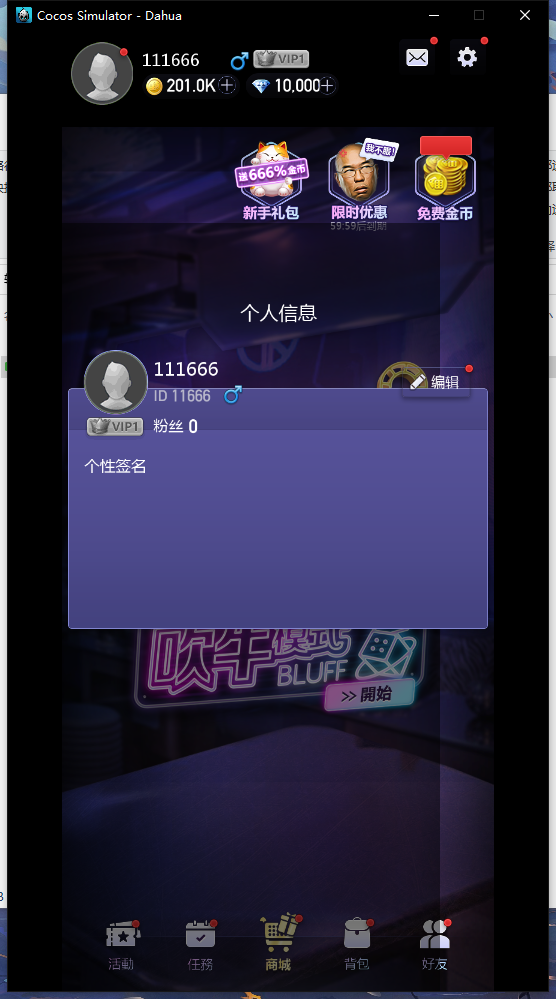 Cocos Simulator - Dahua
111666
VIP1
201.0K
10,000
送666%金币
我不服!
新手礼包
限时优惠
免费金币
59:59后到期
个人信息
111666
编辑
ID 11666
VIP1
粉丝 0
个性签名
吹牛模式
BLUFF
>> 開始
活動
任務
商城
背包
好友